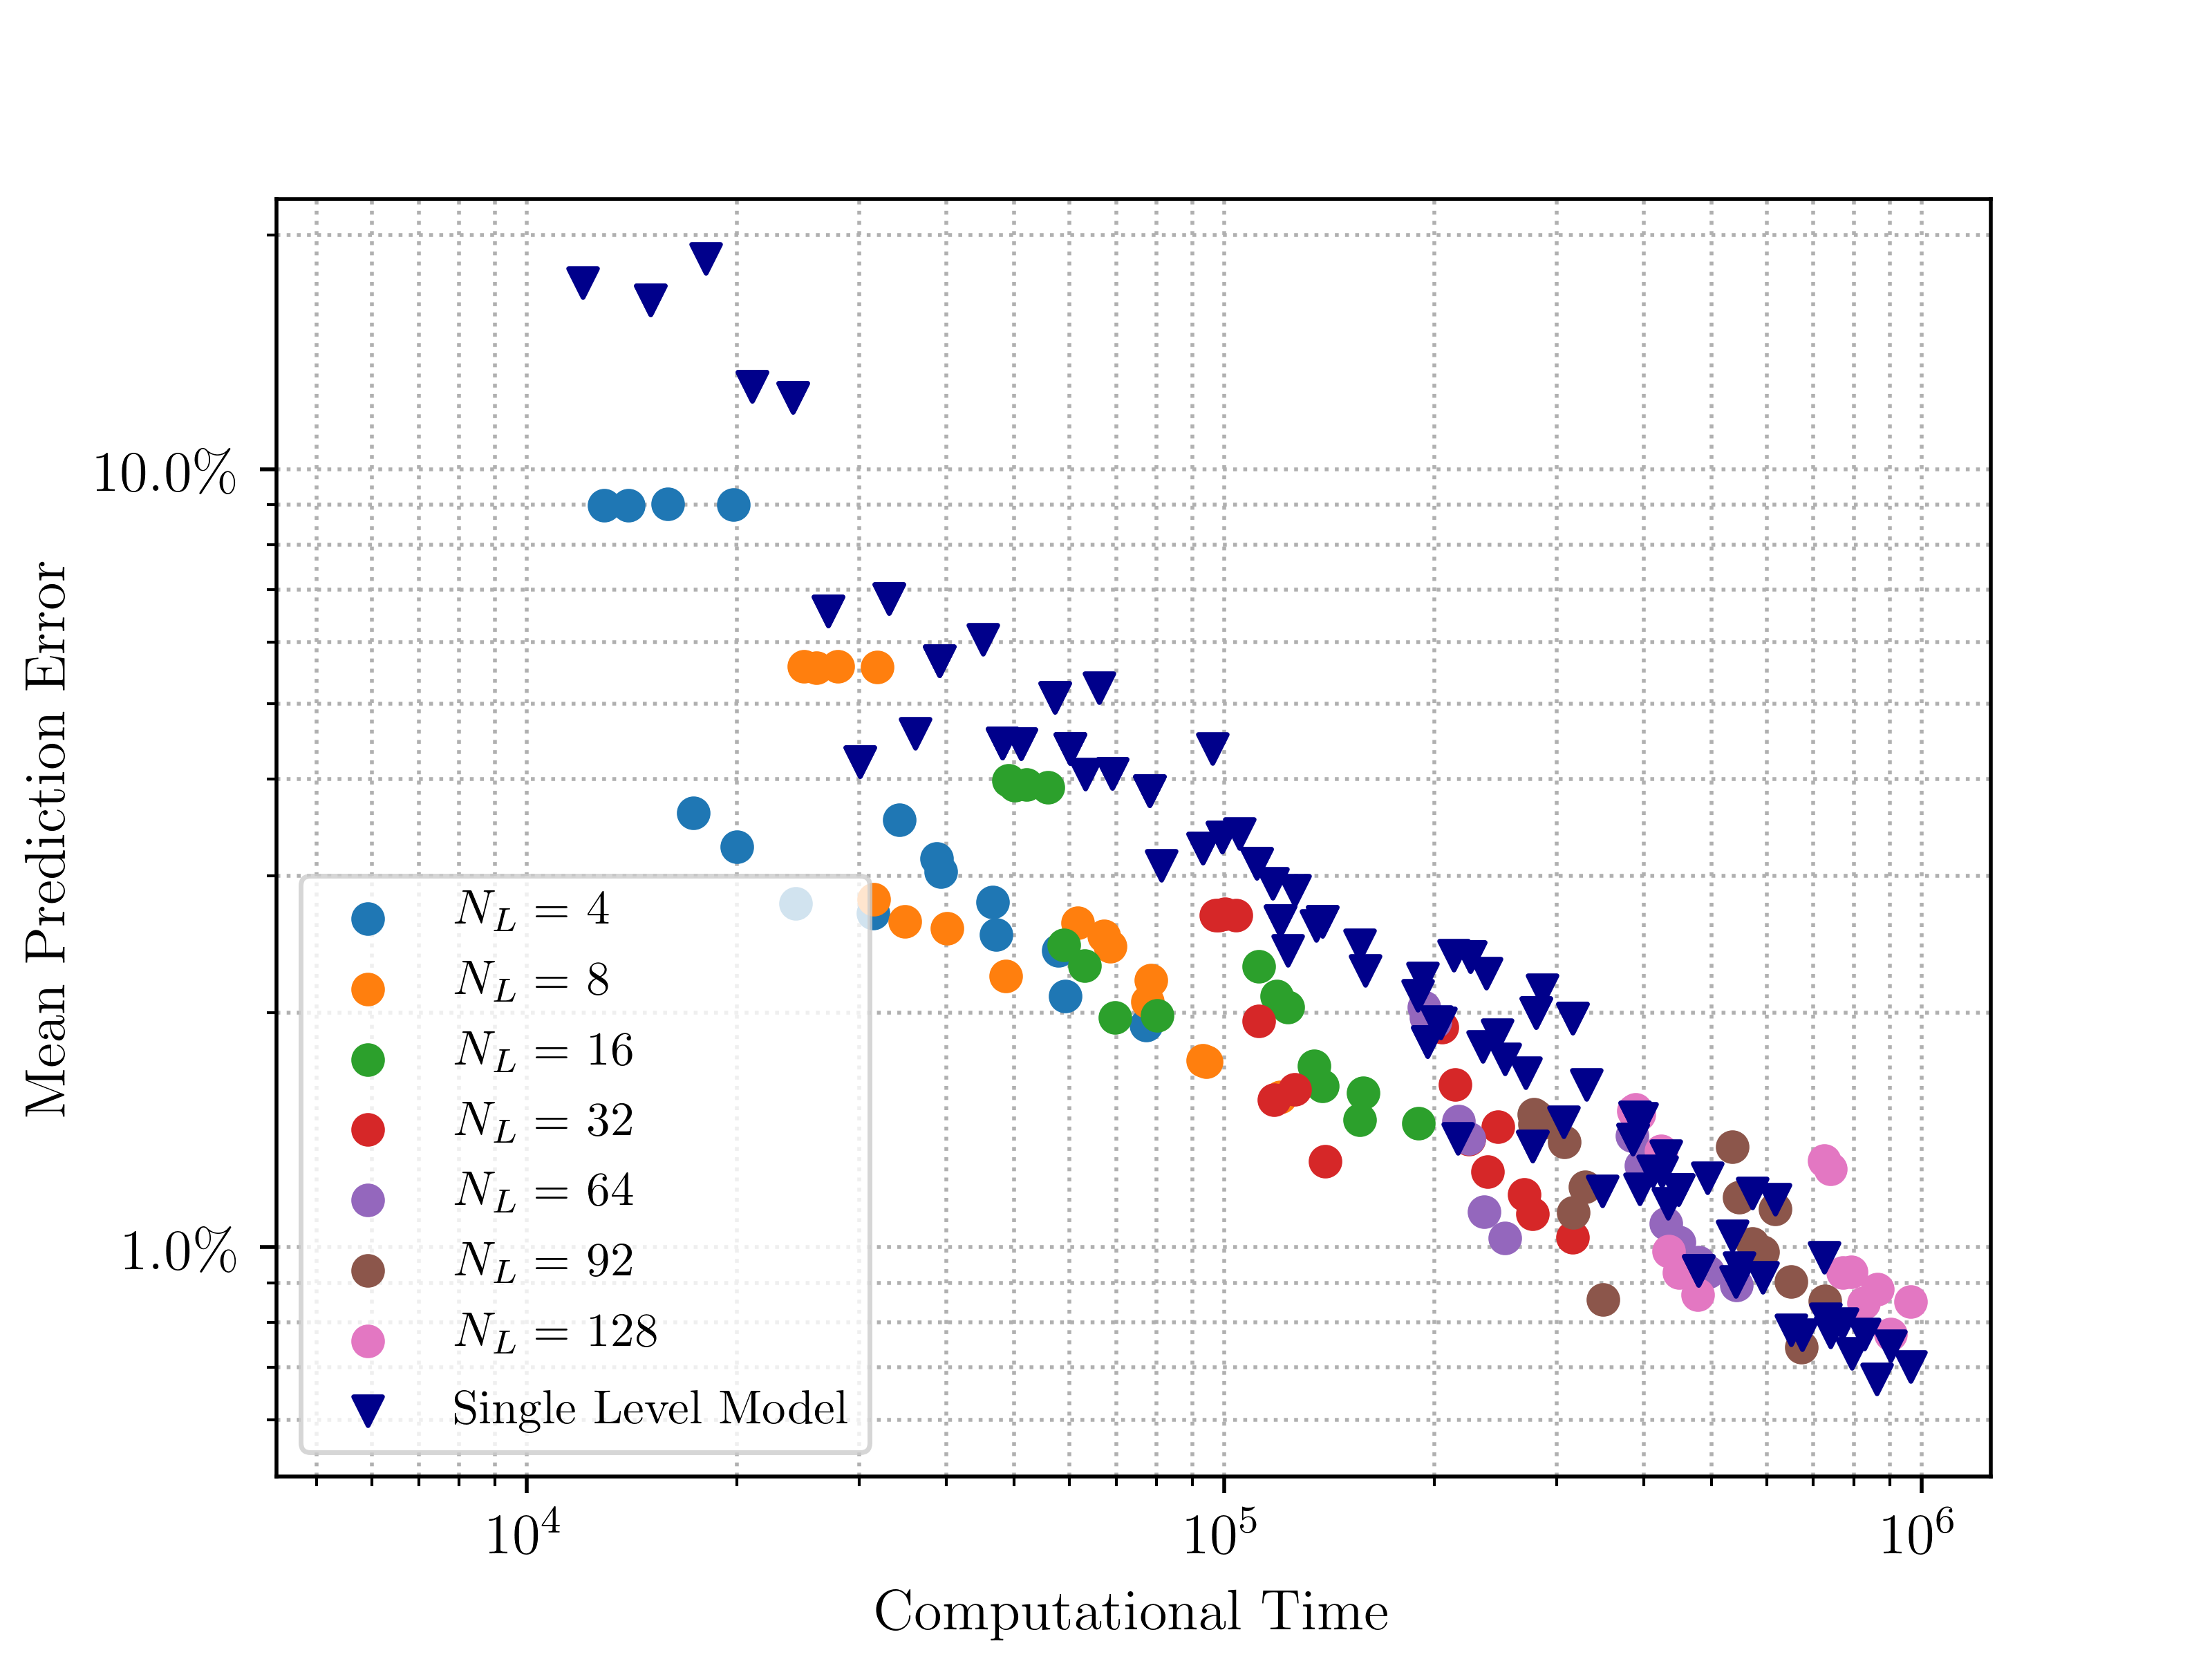 Mean Prediction Error
10.0%
1.0%
N_L = 4
N_L = 8
N_L = 16
N_L = 32
N_L = 64
N_L = 92
N_L = 128
Single Level Model
10^4
10^5
10^6
Computational Time